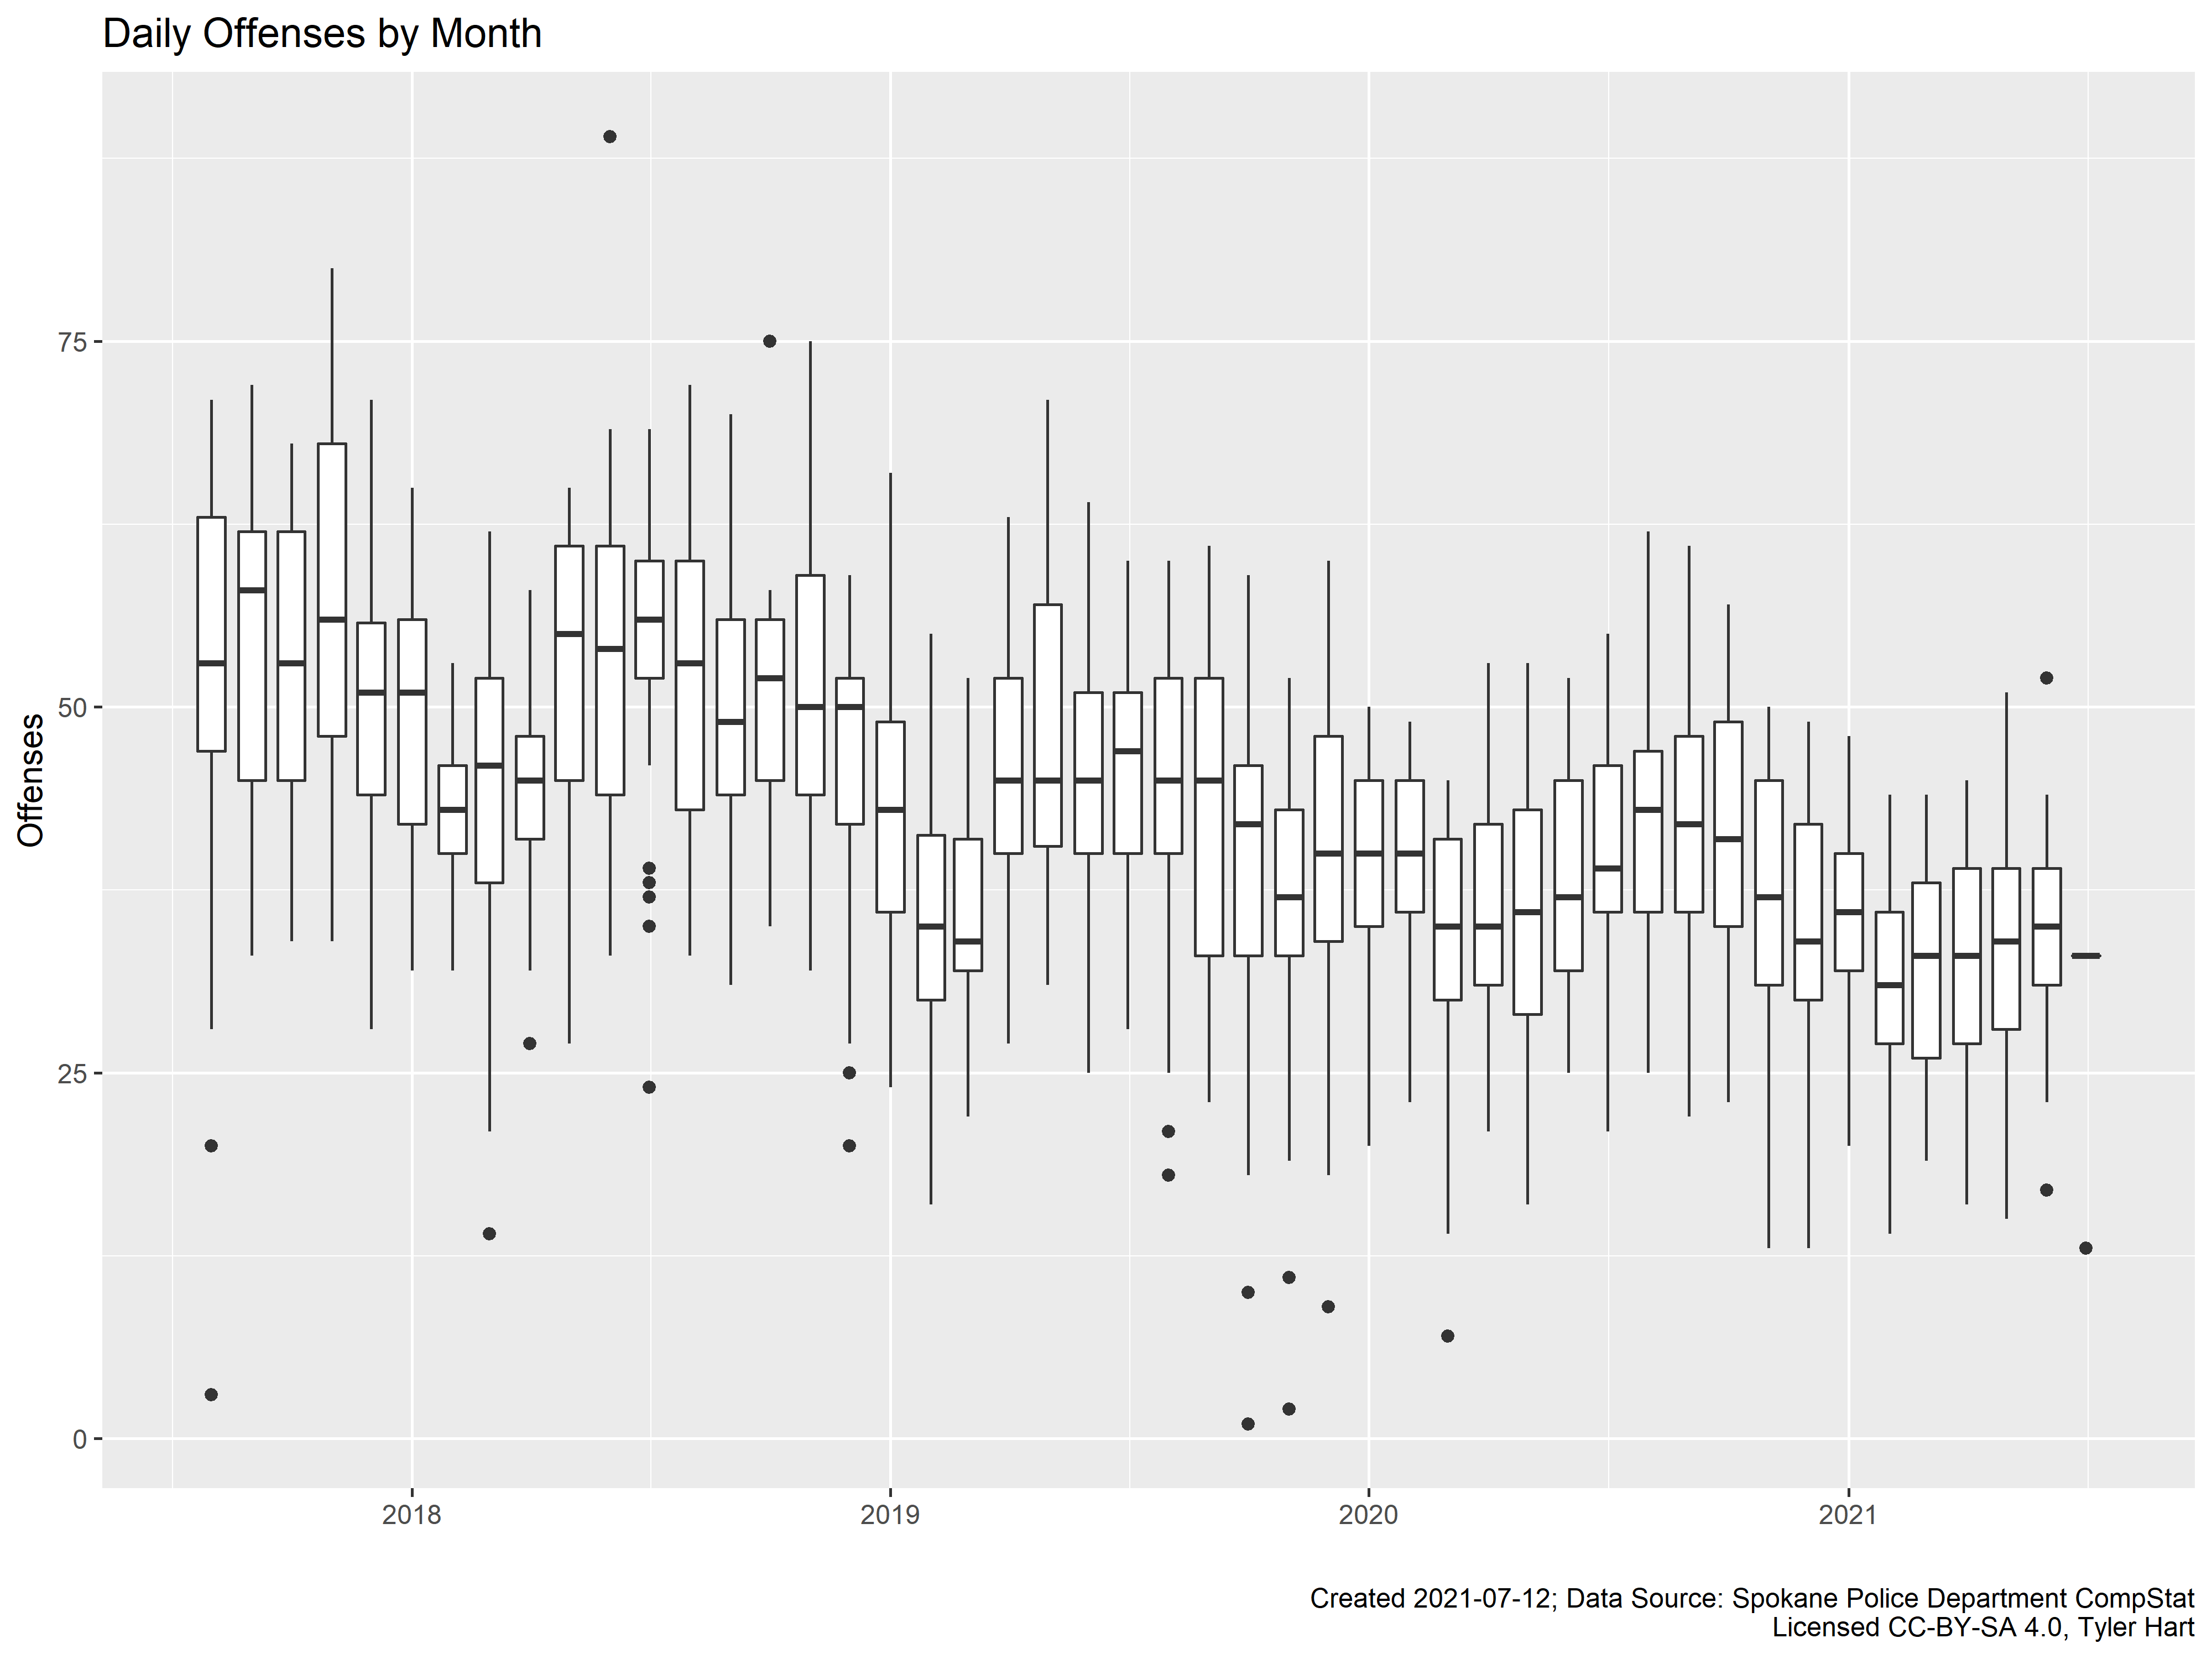 Daily Offenses by Month
75
50
25
0
Offenses
2018
2019
2020
2021
Created 2021-07-12; Data Source: Spokane Police Department CompStat
Licensed CC-BY-SA 4.0, Tyler Hart